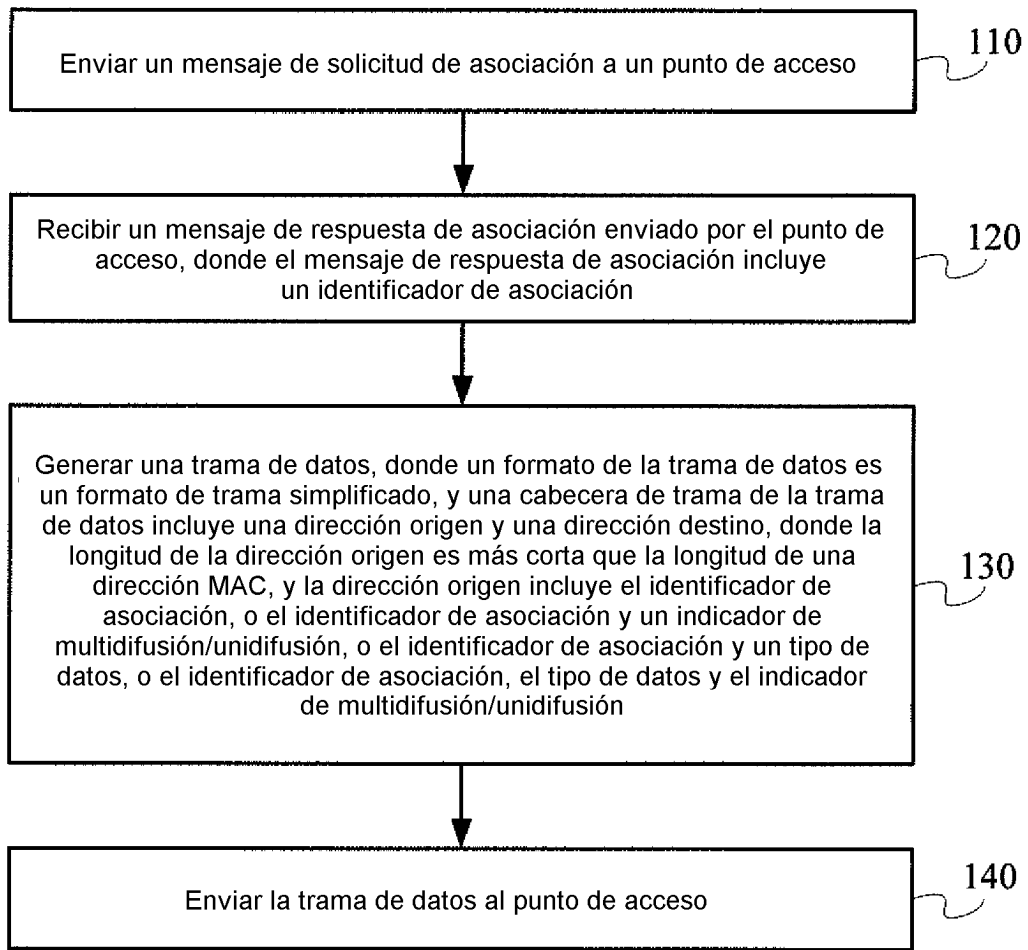 Enviar un mensaje de solicitud de asociación a un punto de acceso
110
Recibir un mensaje de respuesta de asociación enviado por el punto de
acceso, donde el mensaje de respuesta de asociación incluye
un identificador de asociación
120
Generar una trama de datos, donde un formato de la trama de datos es
un formato de trama simplificado, y una cabecera de trama de la trama
de datos incluye una dirección origen y una dirección destino, donde la
longitud de la dirección origen es más corta que la longitud de una
dirección MAC, y la dirección origen incluye el identificador de
asociación, o el identificador de asociación y un indicador de
multidifusión/unidifusión, o el identificador de asociación y un tipo de
datos, o el identificador de asociación, el tipo de datos y el indicador
de multidifusión/unidifusión
130
Enviar la trama de datos al punto de acceso
140